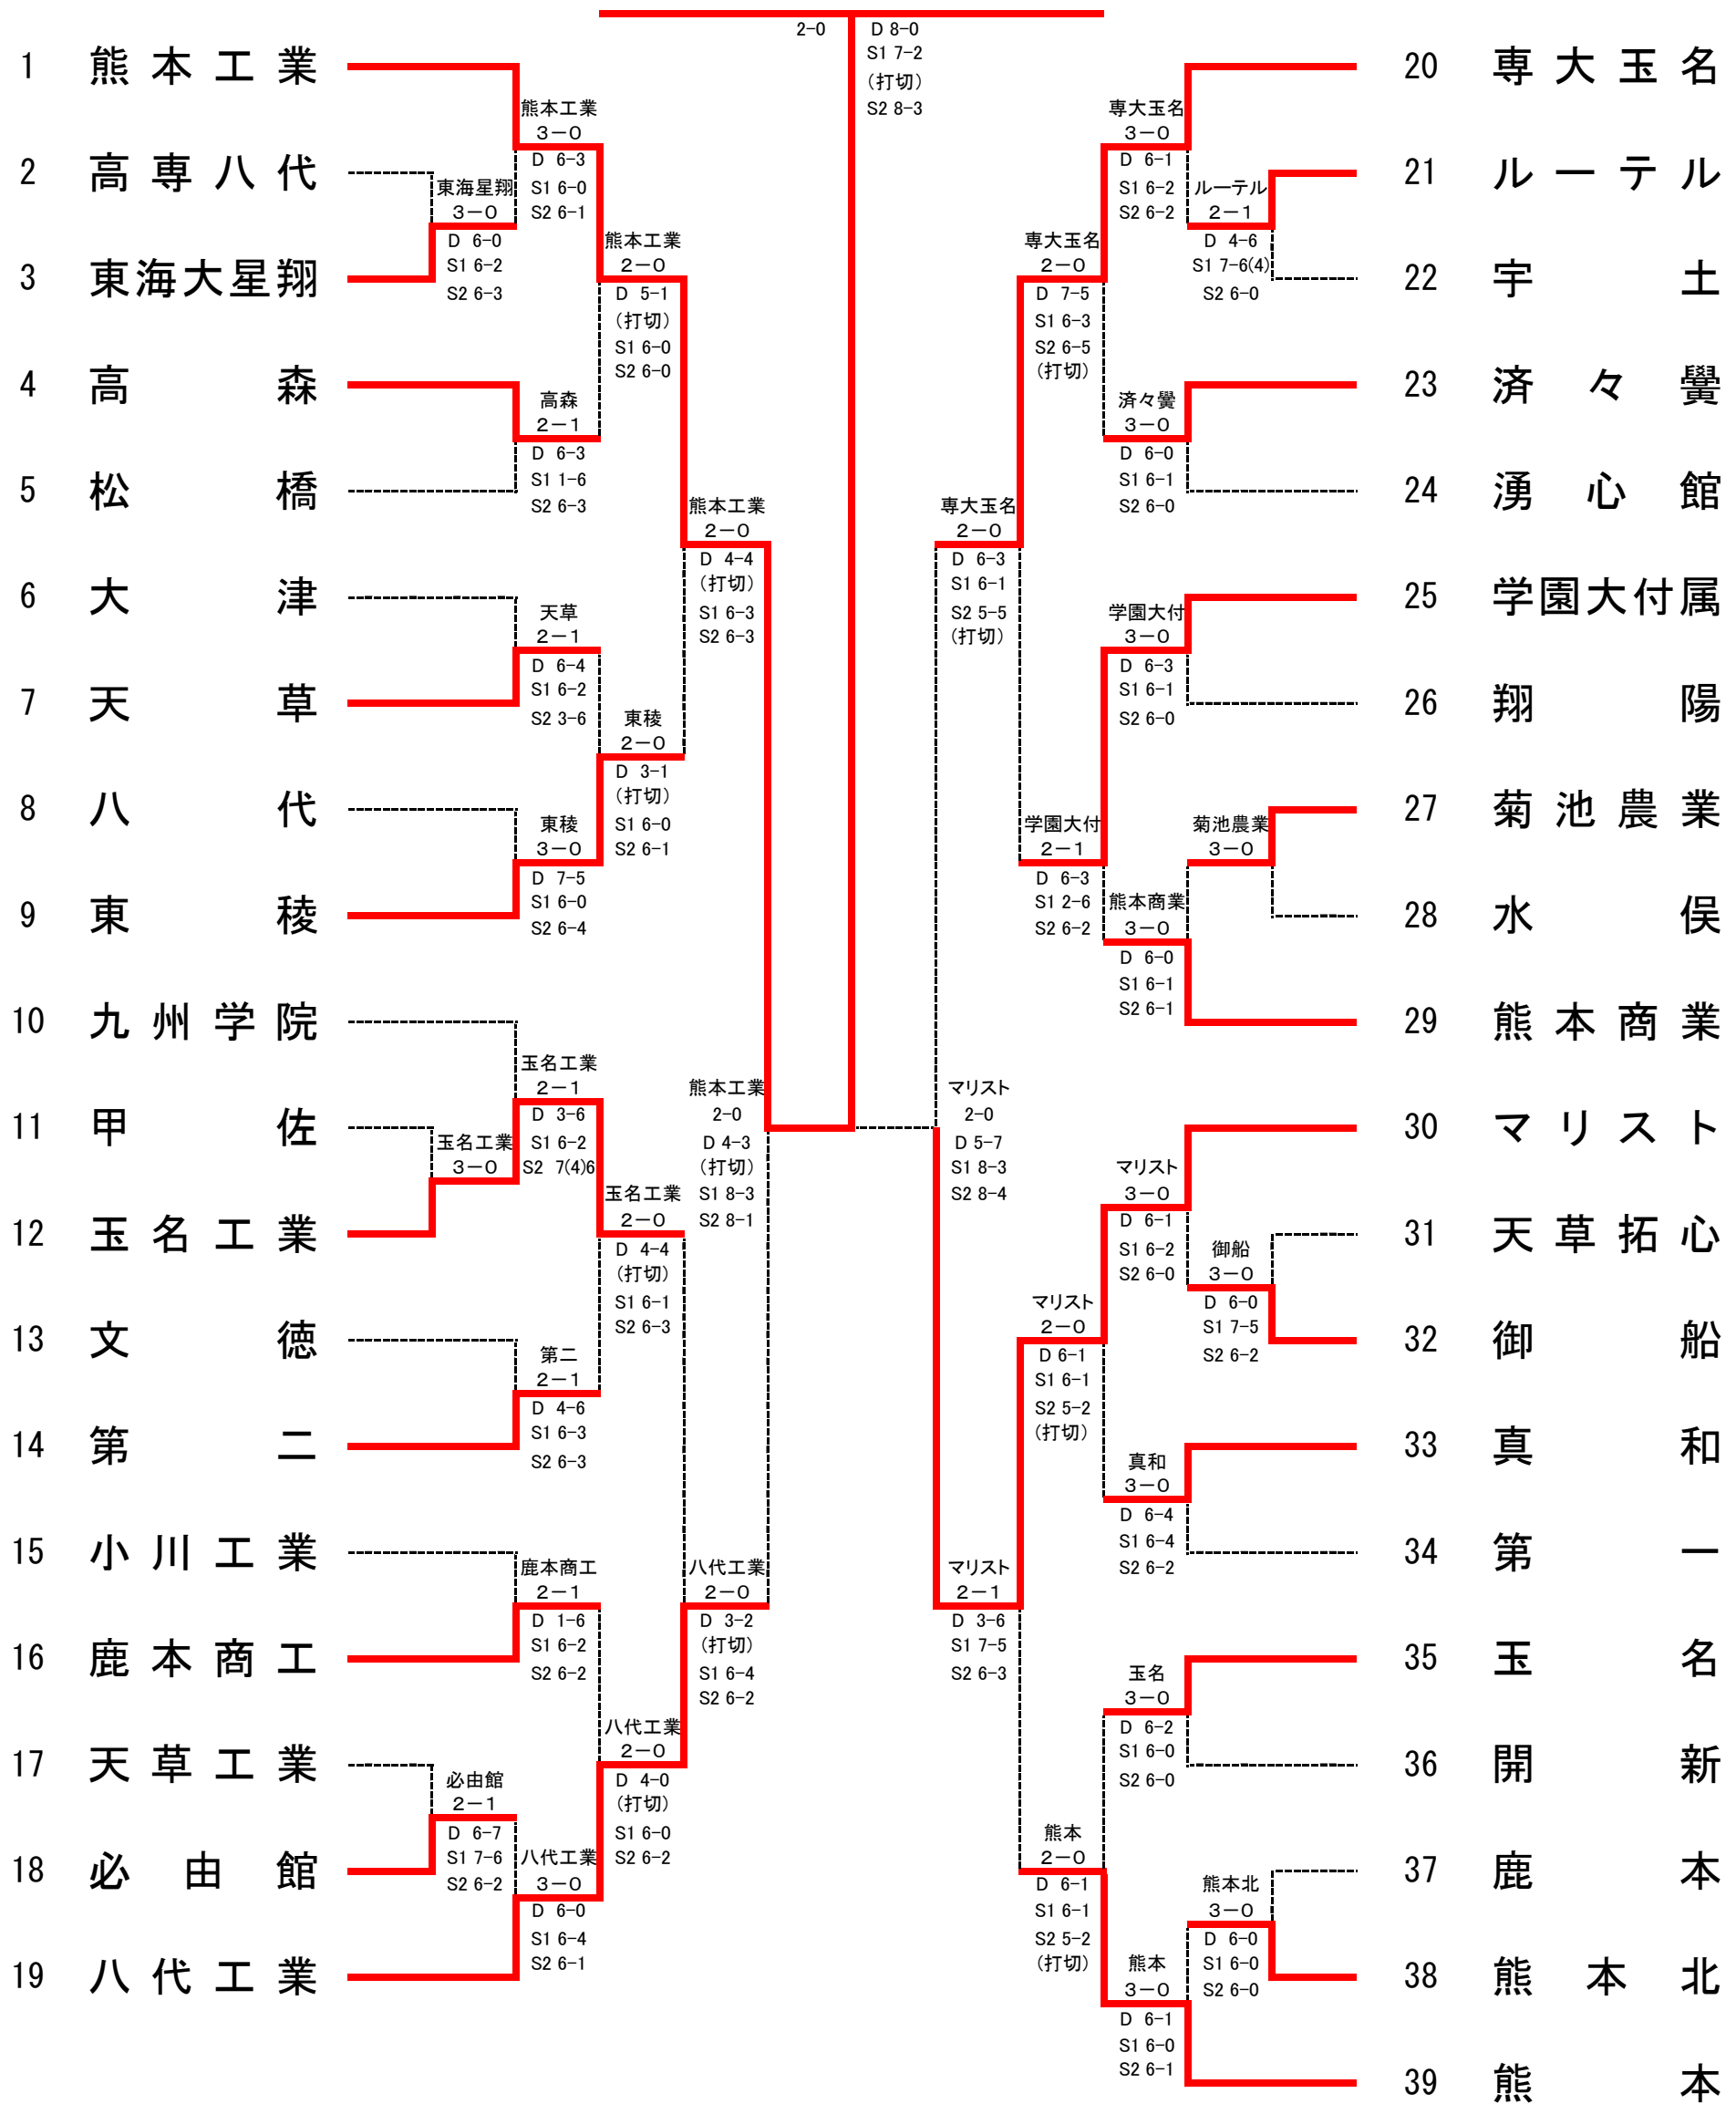 2-0
D 8-0
S1 7-2
(打切)
S2 8-3
1 熊本工業
2 高専八代
3 東海大星翔
4 高森
5 松橋
6 大津
7 天草
8 八代
9 東稜
10 九州学院
11 甲佐
12 玉名工業
13 文徳
14 第二
15 小川工業
16 鹿本商工
17 天草工業
18 必由館
19 八代工業
東海星翔
3-0
D 6-0
S1 6-2
S2 6-3
玉名工業
3-0
必由館
2-1
D 6-7
S1 7-6
S2 6-2
熊本工業
3-0
D 6-3
S1 6-0
S2 6-1
高森
2-1
D 6-3
S1 1-6
S2 6-3
天草
2-1
D 6-4
S1 6-2
S2 3-6
東稜
3-0
D 7-5
S1 6-0
S2 6-4
玉名工業
2-1
D 3-6
S1 6-2
S2 7(4)6
第二
2-1
D 4-6
S1 6-3
S2 6-3
鹿本商工
2-1
D 1-6
S1 6-2
S2 6-2
八代工業
3-0
D 6-0
S1 6-4
S2 6-1
熊本工業
2-0
D 5-1
(打切)
S1 6-0
S2 6-0
東稜
2-0
D 3-1
(打切)
S1 6-0
S2 6-1
玉名工業
2-0
D 4-4
(打切)
S1 6-1
S2 6-3
八代工業
2-0
D 4-0
(打切)
S1 6-0
S2 6-2
熊本工業
2-0
D 4-4
(打切)
S1 6-3
S2 6-3
八代工業
2-0
D 3-2
(打切)
S1 6-4
S2 6-2
熊本工業
2-0
D 4-3
(打切)
S1 8-3
S2 8-1
マリスト
2-0
D 5-7
S1 8-3
S2 8-4
専大玉名
2-0
D 6-3
S1 6-1
S2 5-5
(打切)
マリスト
2-1
D 3-6
S1 7-5
S2 6-3
専大玉名
2-0
D 7-5
S1 6-3
S2 6-5
(打切)
学園大付
2-1
D 6-3
S1 2-6
S2 6-2
マリスト
2-0
D 6-1
S1 6-1
S2 5-2
(打切)
熊本
2-0
D 6-1
S1 6-1
S2 5-2
(打切)
専大玉名
3-0
D 6-1
S1 6-2
S2 6-2
済々黌
3-0
D 6-0
S1 6-1
S2 6-0
学園大付
3-0
D 6-3
S1 6-1
S2 6-0
熊本商業
3-0
D 6-0
S1 6-1
S2 6-1
マリスト
3-0
D 6-1
S1 6-2
S2 6-0
真和
3-0
D 6-4
S1 6-4
S2 6-2
玉名
3-0
D 6-2
S1 6-0
S2 6-0
熊本
3-0
D 6-1
S1 6-0
S2 6-1
ルーテル
2-1
D 4-6
S1 7-6(4)
S2 6-0
菊池農業
3-0
御船
3-0
D 6-0
S1 7-5
S2 6-2
熊本北
3-0
D 6-0
S1 6-0
S2 6-0
20 専大玉名
21 ルーテル
22 宇土
23 済々黌
24 湧心館
25 学園大付属
26 翔陽
27 菊池農業
28 水俣
29 熊本商業
30 マリスト
31 天草拓心
32 御船
33 真和
34 第一
35 玉名
36 開新
37 鹿本
38 熊本北
39 熊本